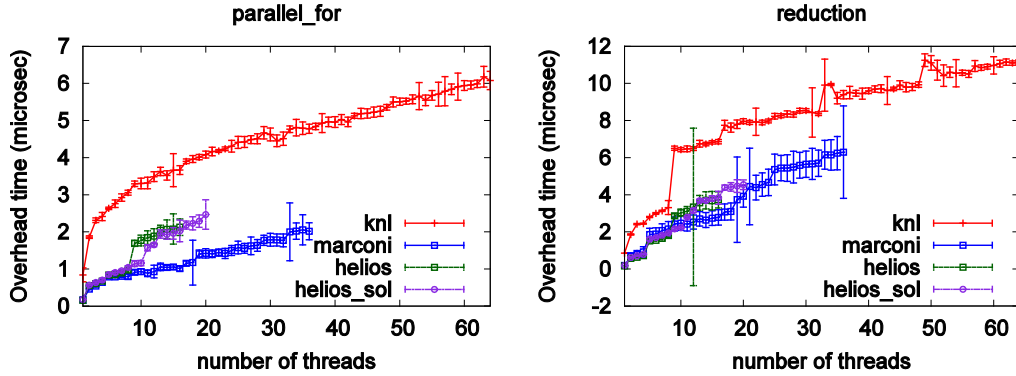 parallel_for
Overhead time (microsec)
7
6
5
4
3
2
1
0
knl
marconi
helios
helios_sol
10 20 30 40 50 60
number of threads
reduction
Overhead time (microsec)
12
10
8
6
4
2
0
-2
knl
marconi
helios
helios_sol
10 20 30 40 50 60
number of threads